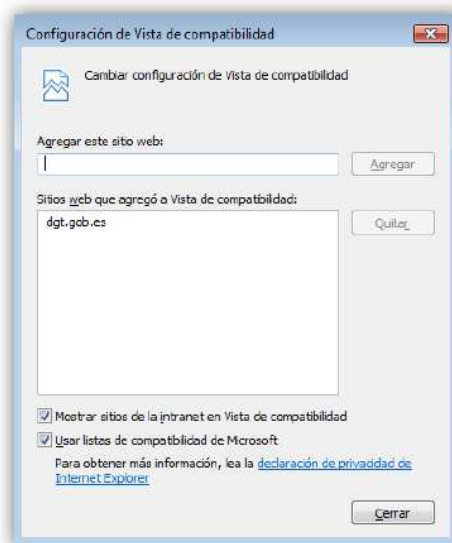 Configuración de Vista de compatibilidad
Cambiar configuración de Vista de compatibilidad
Agregar este sitio web:
Agregar
Sitios web que agregó a Vista de compatibilidad:
dgt.gob.es
Quitar
Mostrar sitios de la intranet en Vista de compatibilidad
Usar listas de compatibilidad de Microsoft
Para obtener más información, lea la declaración de privacidad de
Internet Explorer
Cerrar